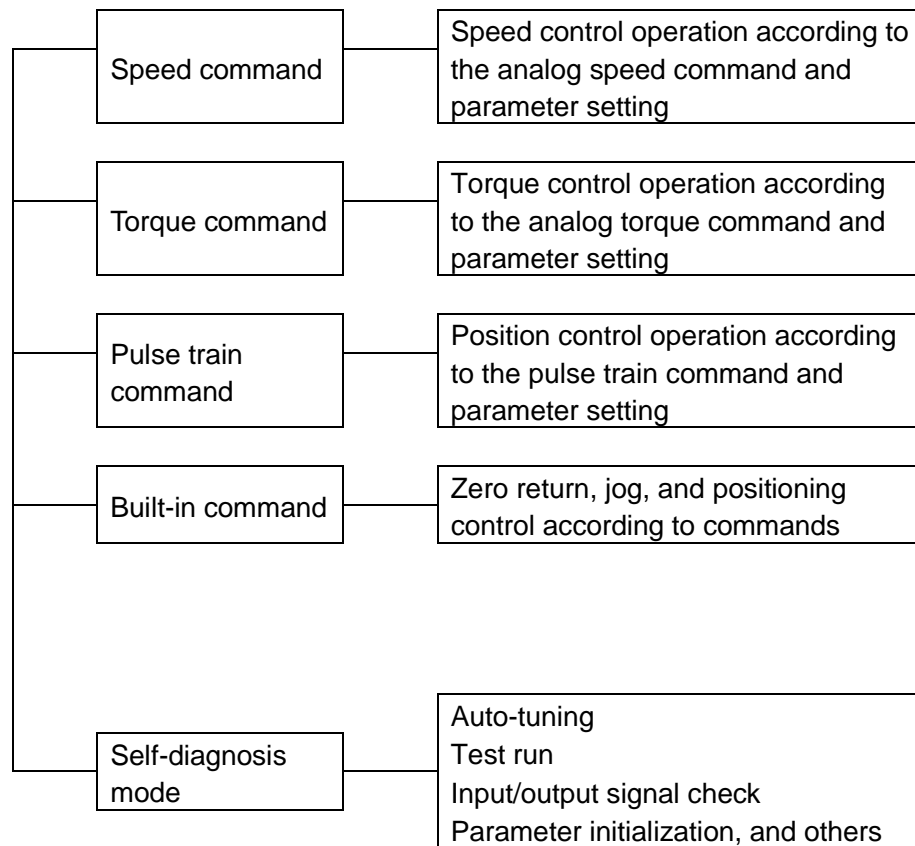 Speed command
Speed control operation according to
the analog speed command and
parameter setting
Torque command
Torque control operation according
to the analog torque command and
parameter setting
Pulse train
command
Position control operation according
to the pulse train command and
parameter setting
Built-in command
Zero return, jog, and positioning
control according to commands
Self-diagnosis
mode
Auto-tuning
Test run
Input/output signal check
Parameter initialization, and others